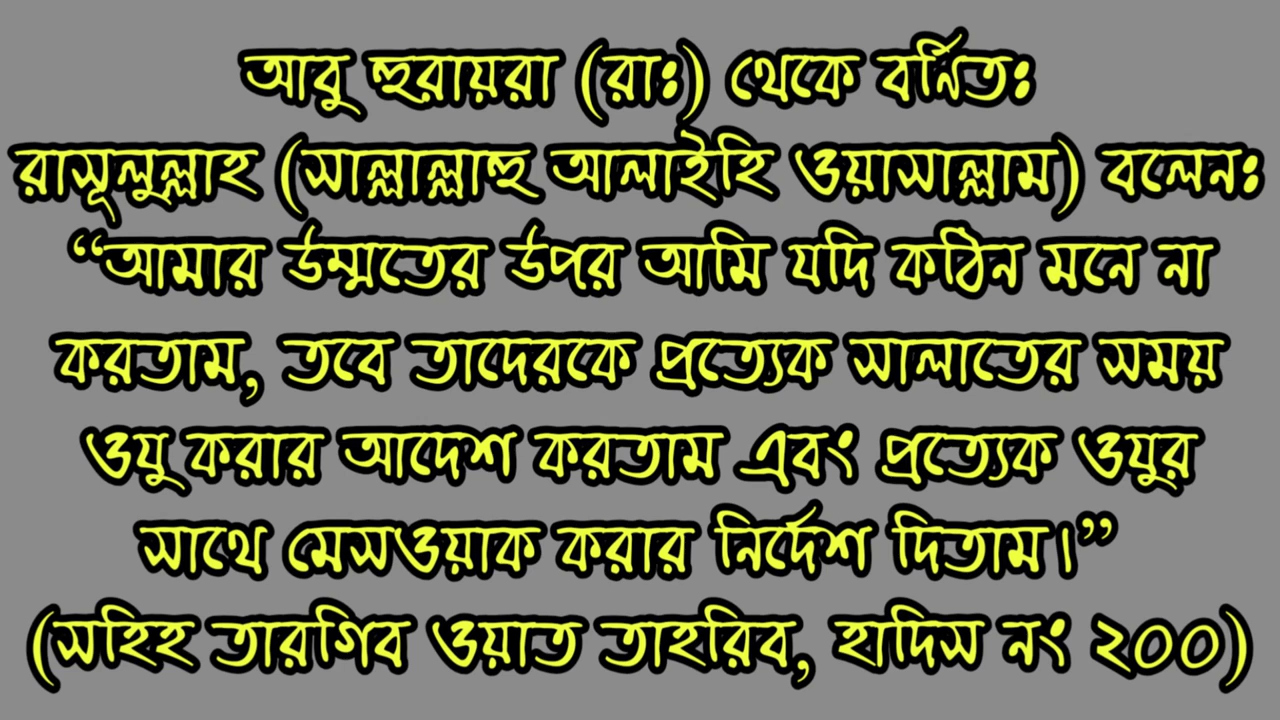 আবু হুরায়রা (রাঃ) থেকে বর্ণিতঃ
রাসূলুল্লাহ (সাল্লাল্লাহু আলাইহি ওয়াসাল্লাম) বলেনঃ
“আমার উম্মতের উপর আমি যদি কঠিন মনে না
করতাম, তবে তাদেরকে প্রত্যেক সালাতের সময়
ওযু করার আদেশ করতাম এবং প্রত্যেক ওযুর
সাথে মেসওয়াক করার নির্দেশ দিতাম।”
(সহিহ তারগিব ওয়াত তাহরিব, হাদিস নং ২০০)